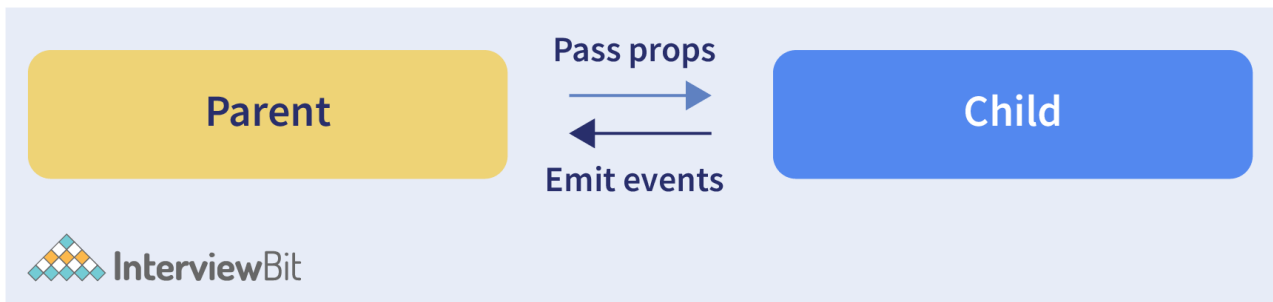 Pass props
Parent
Child
Emit events
InterviewBit